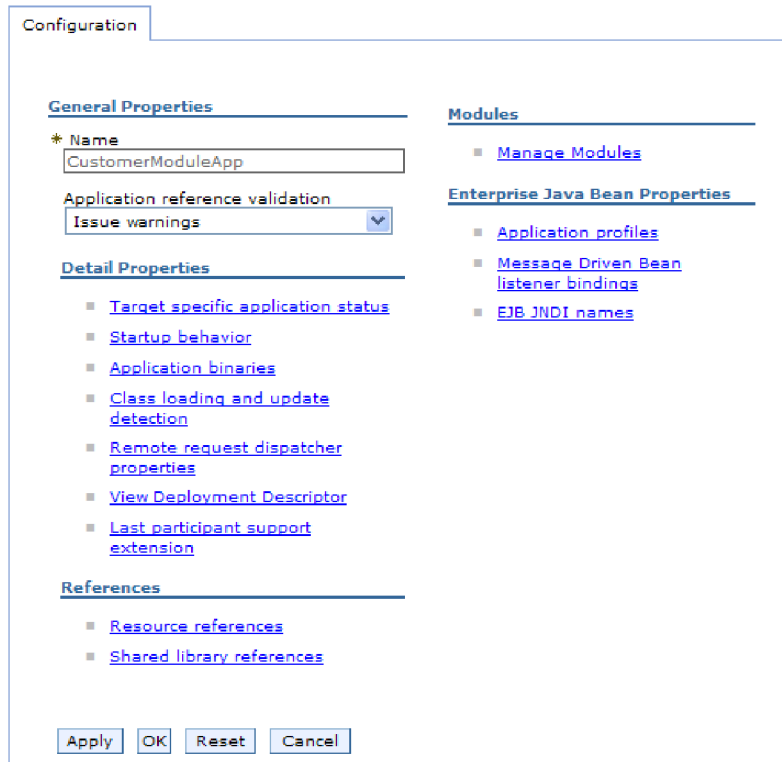 Configuration
General Properties
* Name
CustomerModuleApp
Application reference validation
Issue warnings
Detail Properties
Target specific application status
Startup behavior
Application binaries
Class loading and update
detection
Remote request dispatcher
properties
View Deployment Descriptor
Last participant support
extension
References
Resource references
Shared library references
Modules
Manage Modules
Enterprise Java Bean Properties
Application profiles
Message Driven Bean
listener bindings
EJB JNDI names
Apply OK Reset Cancel